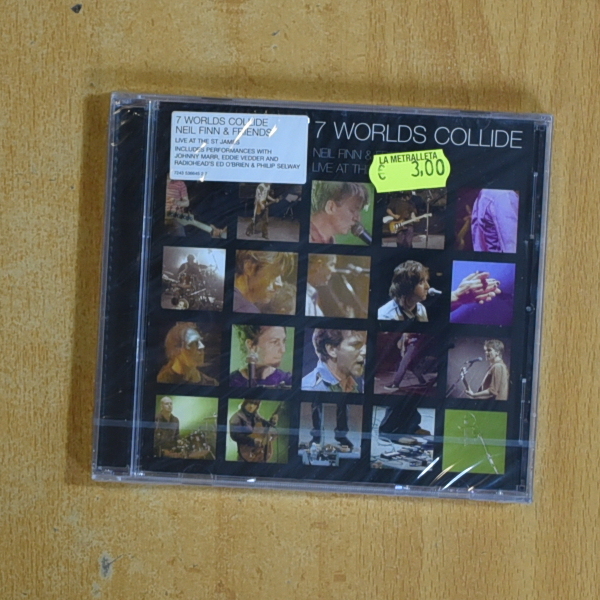 7 WORLDS COLLIDE
NEIL FINN & FRIENDS
LIVE AT THE ST JAMES
INCLUDES PERFORMANCES WITH
JOHNNY MARR, EDDIE VEDDER AND
RADIOHEAD'S ED O'BRIEN & PHILIP SELWAY
7 WORLDS COLLIDE
NEIL FINN &
LIVE AT TH
LA METRALLETA
€ 3,00